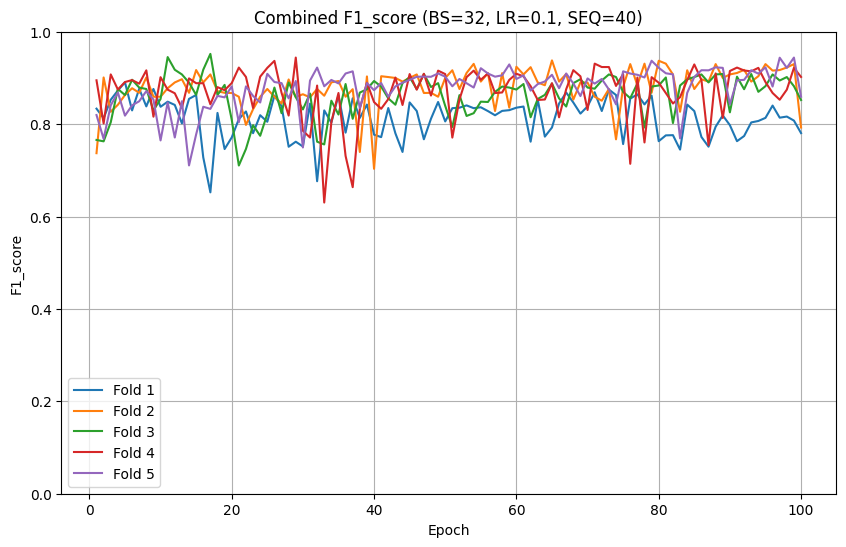 Combined F1_score (BS=32, LR=0.1, SEQ=40)
1.0
0.8
0.6
0.4
0.2
0.0
F1_score
Fold 1
Fold 2
Fold 3
Fold 4
Fold 5
0 20 40 60 80 100
Epoch